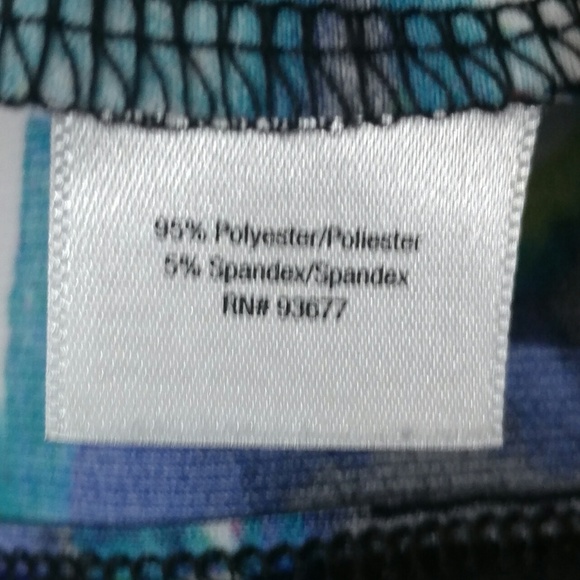 95% Polyester/Poliester
5% Spandex/Spandex
RN# 93677